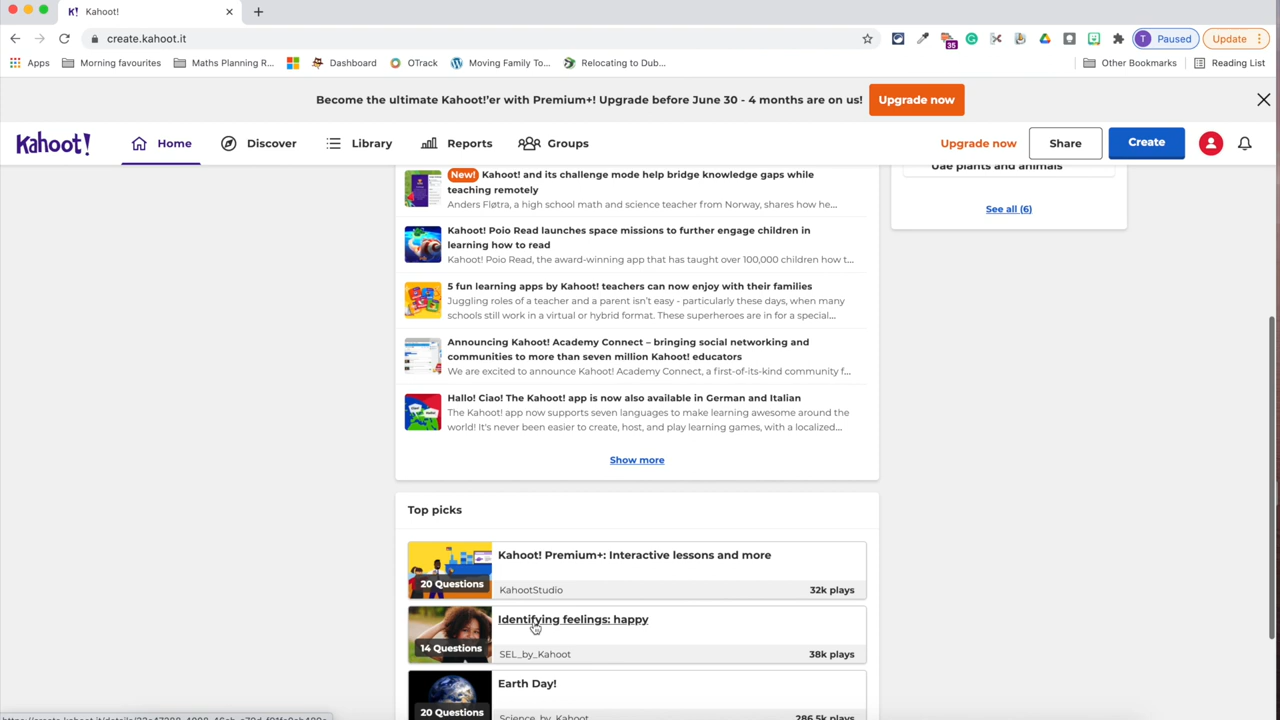 K! Kahoot!
create.kahoot.it
35
T Paused
Update
Apps
Morning favourites
Maths Planning R...
Dashboard
OTrack
Moving Family To...
Relocating to Dub...
Other Bookmarks
Reading List
Become the ultimate Kahoot!'er with Premium+! Upgrade before June 30 - 4 months are on us!
Upgrade now
Kahoot!
Home
Discover
Library
Reports
Groups
Upgrade now
Share
Create
New! Kahoot! and its challenge mode help bridge knowledge gaps while
teaching remotely
Anders Fløtra, a high school math and science teacher from Norway, shares how he...
Kahoot! Poio Read launches space missions to further engage children in
learning how to read
Kahoot! Poio Read, the award-winning app that has taught over 100,000 children how t...
5 fun learning apps by Kahoot! teachers can now enjoy with their families
Juggling roles of a teacher and a parent isn't easy - particularly these days, when many
schools still work in a virtual or hybrid format. These superheroes are in for a special...
Announcing Kahoot! Academy Connect – bringing social networking and
communities to more than seven million Kahoot! educators
We are excited to announce Kahoot! Academy Connect, a first-of-its-kind community f...
Hallo! Ciao! The Kahoot! app is now also available in German and Italian
The Kahoot! app now supports seven languages to make learning awesome around the
world! It's never been easier to create, host, and play learning games, with a localized...
Show more
Uae plants and animals
See all (6)
Top picks
Kahoot! Premium+: Interactive lessons and more
20 Questions
KahootStudio
32k plays
Identifying feelings: happy
14 Questions
SEL_by_Kahoot
38k plays
Earth Day!
20 Questions
Science_by_Kahoot
286.5k plays